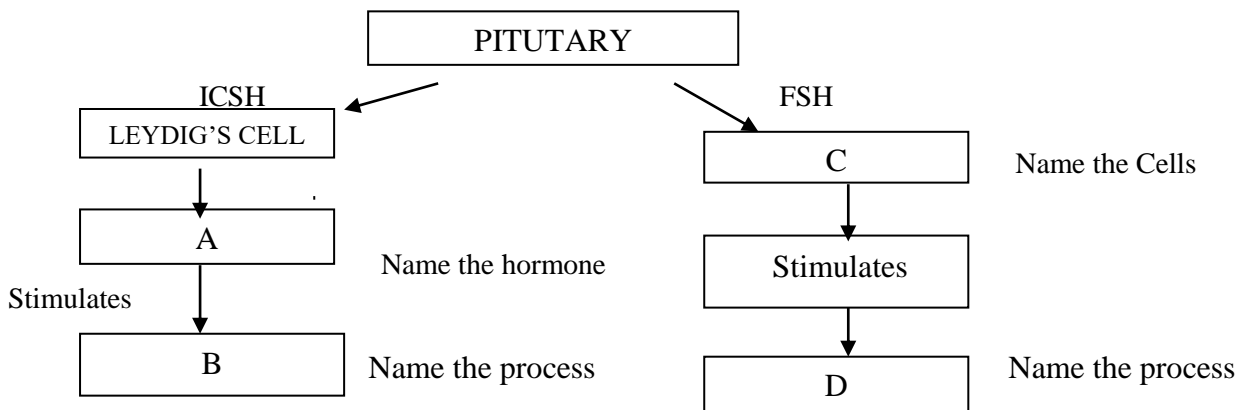 PITUTARY
ICSH
FSH
LEYDIG’S CELL
C
Name the Cells
A
Name the hormone
Stimulates
Stimulates
B
Name the process
D
Name the process